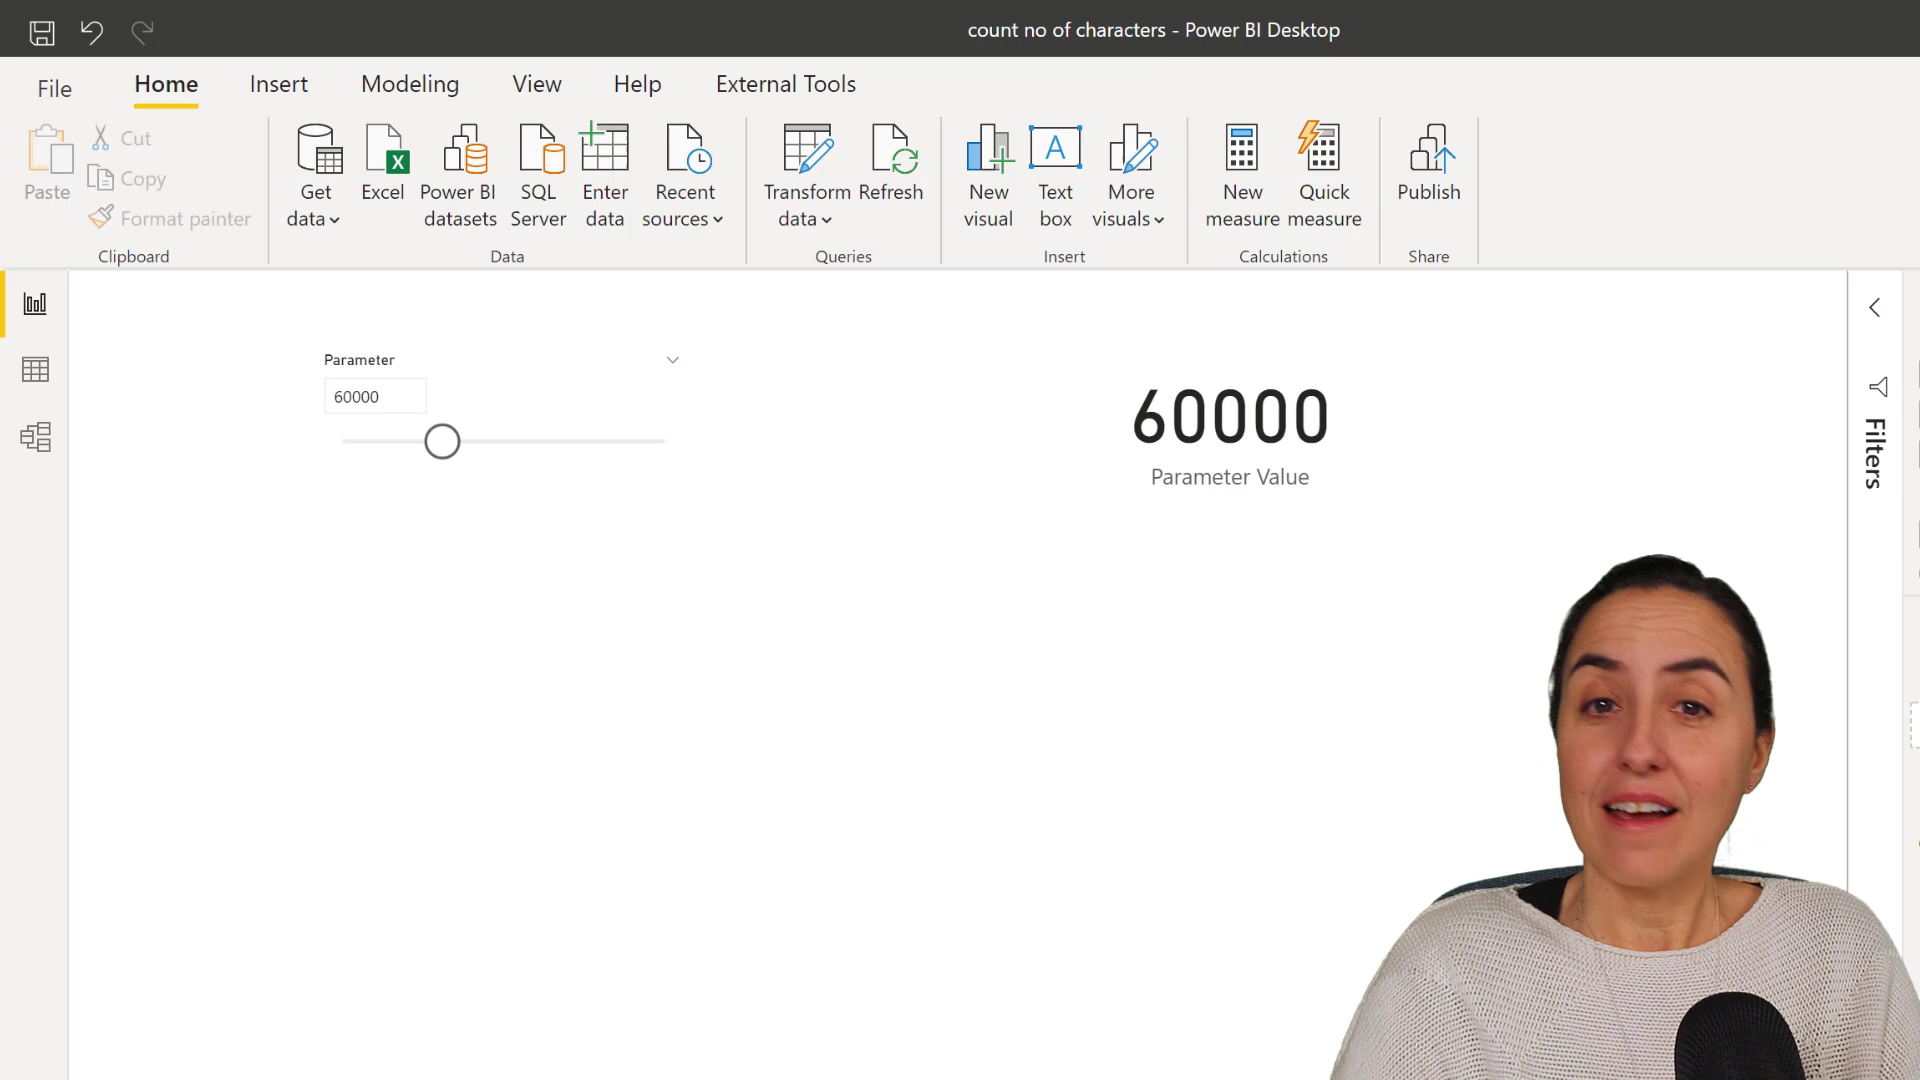 count no of characters - Power BI Desktop
File Home Insert Modeling View Help External Tools
Paste
Cut
Copy
Format painter
Clipboard
Get data
Excel
Power BI datasets
SQL Server
Enter data
Recent sources
Data
Transform data
Refresh
Queries
New visual
Text box
More visuals
Insert
New measure
Quick measure
Calculations
Publish
Share
Parameter
60000
60000
Parameter Value
Filters